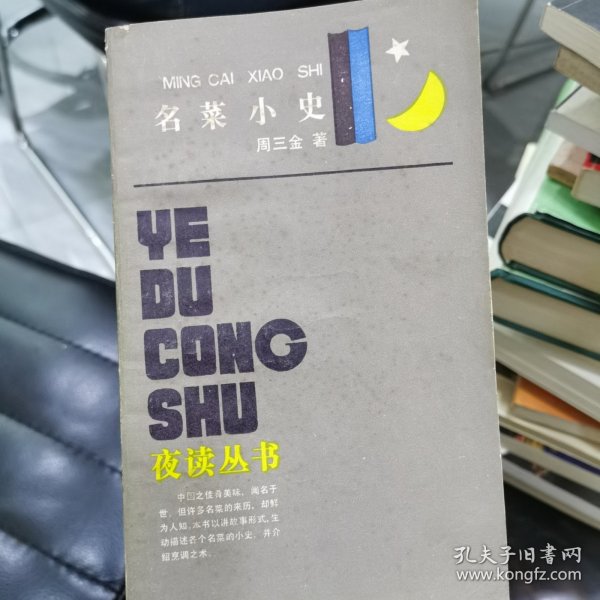 MING CAI XIAO SHI
名菜小史
周三金 著
YE
DU
CONG
SHU
夜读丛书
中国之佳肴美味，闻名于
世，但许多名菜的来历，却鲜
为人知，本书以讲故事形式，生
动描述各个名菜的小史，并介
绍烹调之术。
孔夫子旧书网
www.kongfz.com